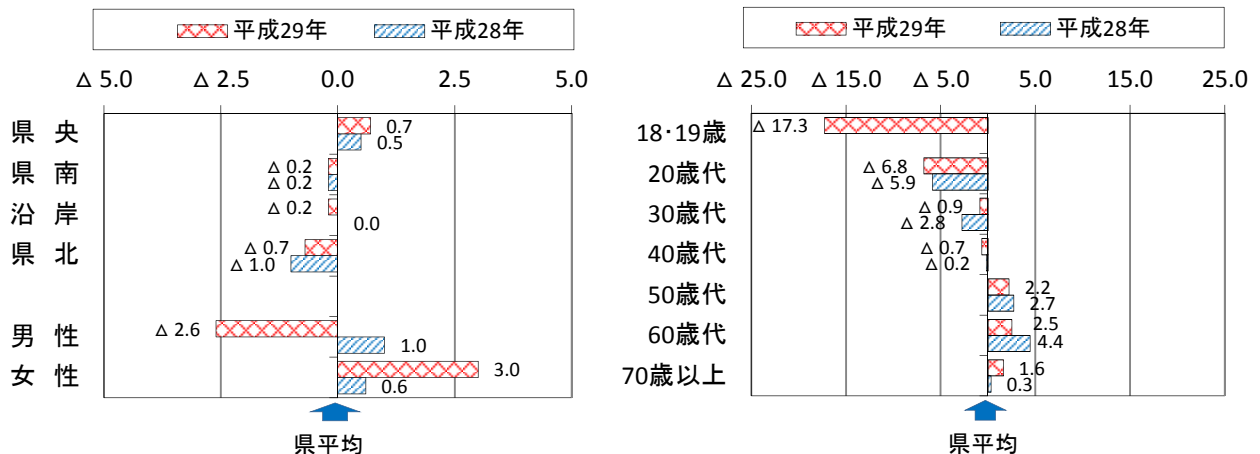 平成29年 平成28年
△ 5.0 △ 2.5 0.0 2.5 5.0
県 央 0.7
0.5
県 南 △ 0.2
△ 0.2
沿 岸 △ 0.2
0.0
県 北 △ 0.7
△ 1.0
男 性 △ 2.6
1.0
女 性 3.0
0.6
県平均
平成29年 平成28年
△ 25.0 △ 15.0 △ 5.0 5.0 15.0 25.0
18･19歳 △ 17.3
20歳代 △ 6.8
△ 5.9
30歳代 △ 0.9
△ 2.8
40歳代 △ 0.7
△ 0.2
50歳代 2.2
2.7
60歳代 2.5
4.4
70歳以上 1.6
0.3
県平均